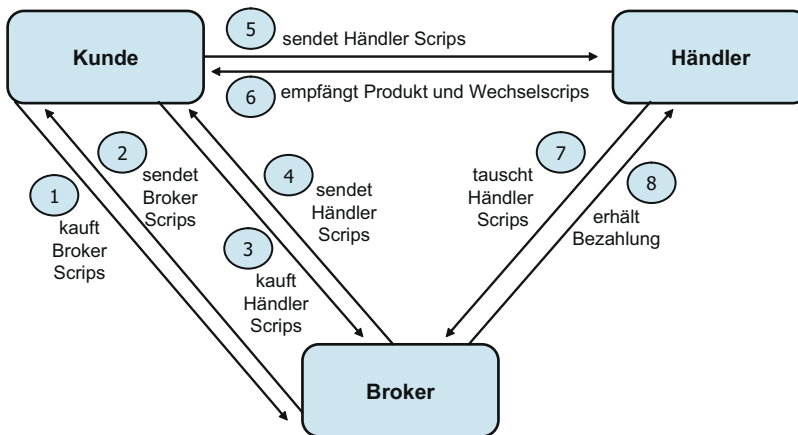 5
sendet Händler Scrips
Kunde
Händler
6
empfängt Produkt und Wechselscrips
1
kauft
Broker
Scrips
2
sendet
Broker
Scrips
3
kauft
Händler
Scrips
4
sendet
Händler
Scrips
7
tauscht
Händler
Scrips
8
erhält
Bezahlung
Broker